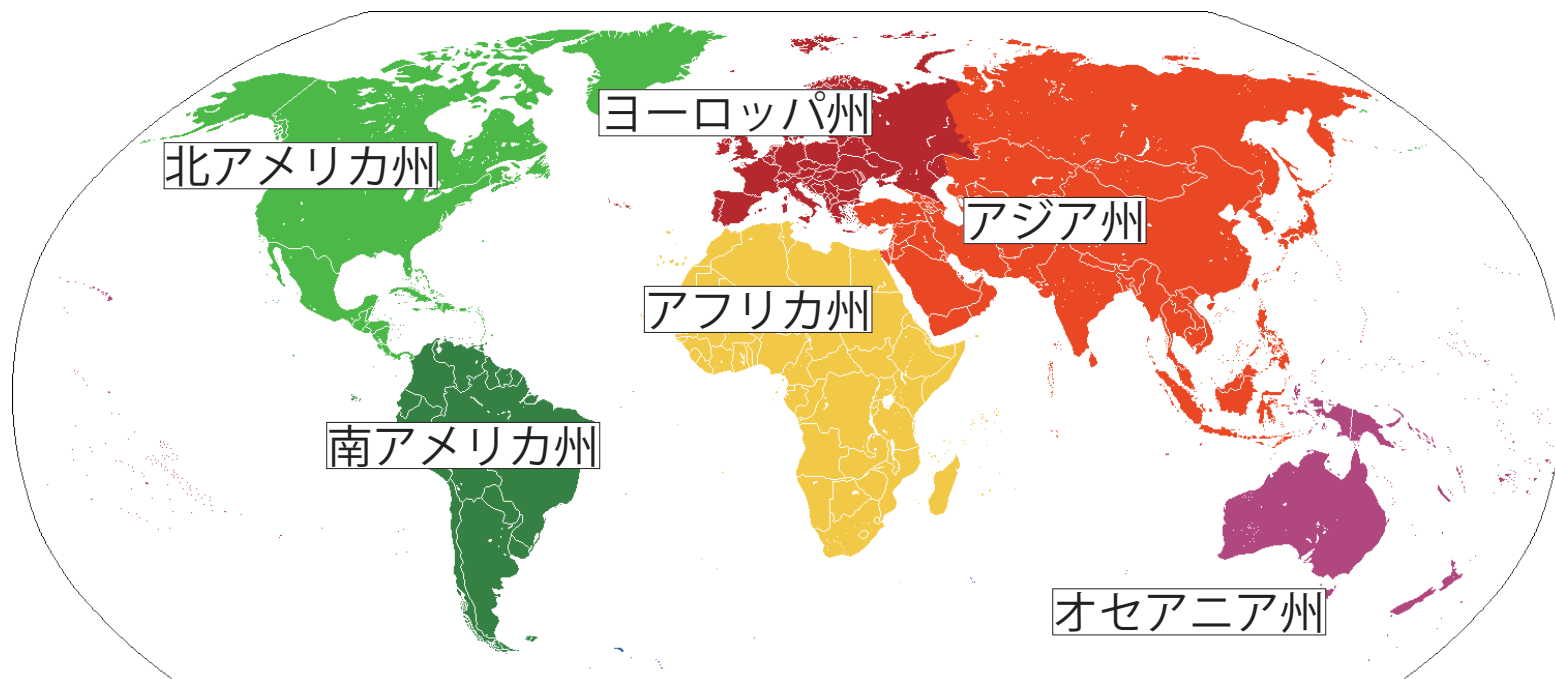 ヨーロッパ州
北アメリカ州
アジア州
アフリカ州
南アメリカ州
オセアニア州